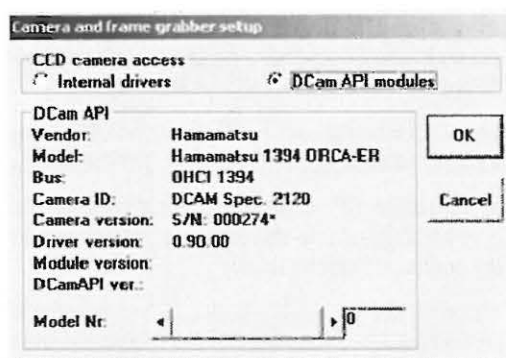 Camera and frame grabber setup
CCD camera access
Internal drivers
DCam API modules
DCam API
Vendor: Hamamatsu
Model: Hamamatsu 1394 ORCA-ER
Bus: OHCI 1394
Camera ID: DCAM Spec. 2120
Camera version: S/N: 000274*
Driver version: 0.90.00
Module version:
DCamAPI ver.:
Model Nr: 0
OK
Cancel